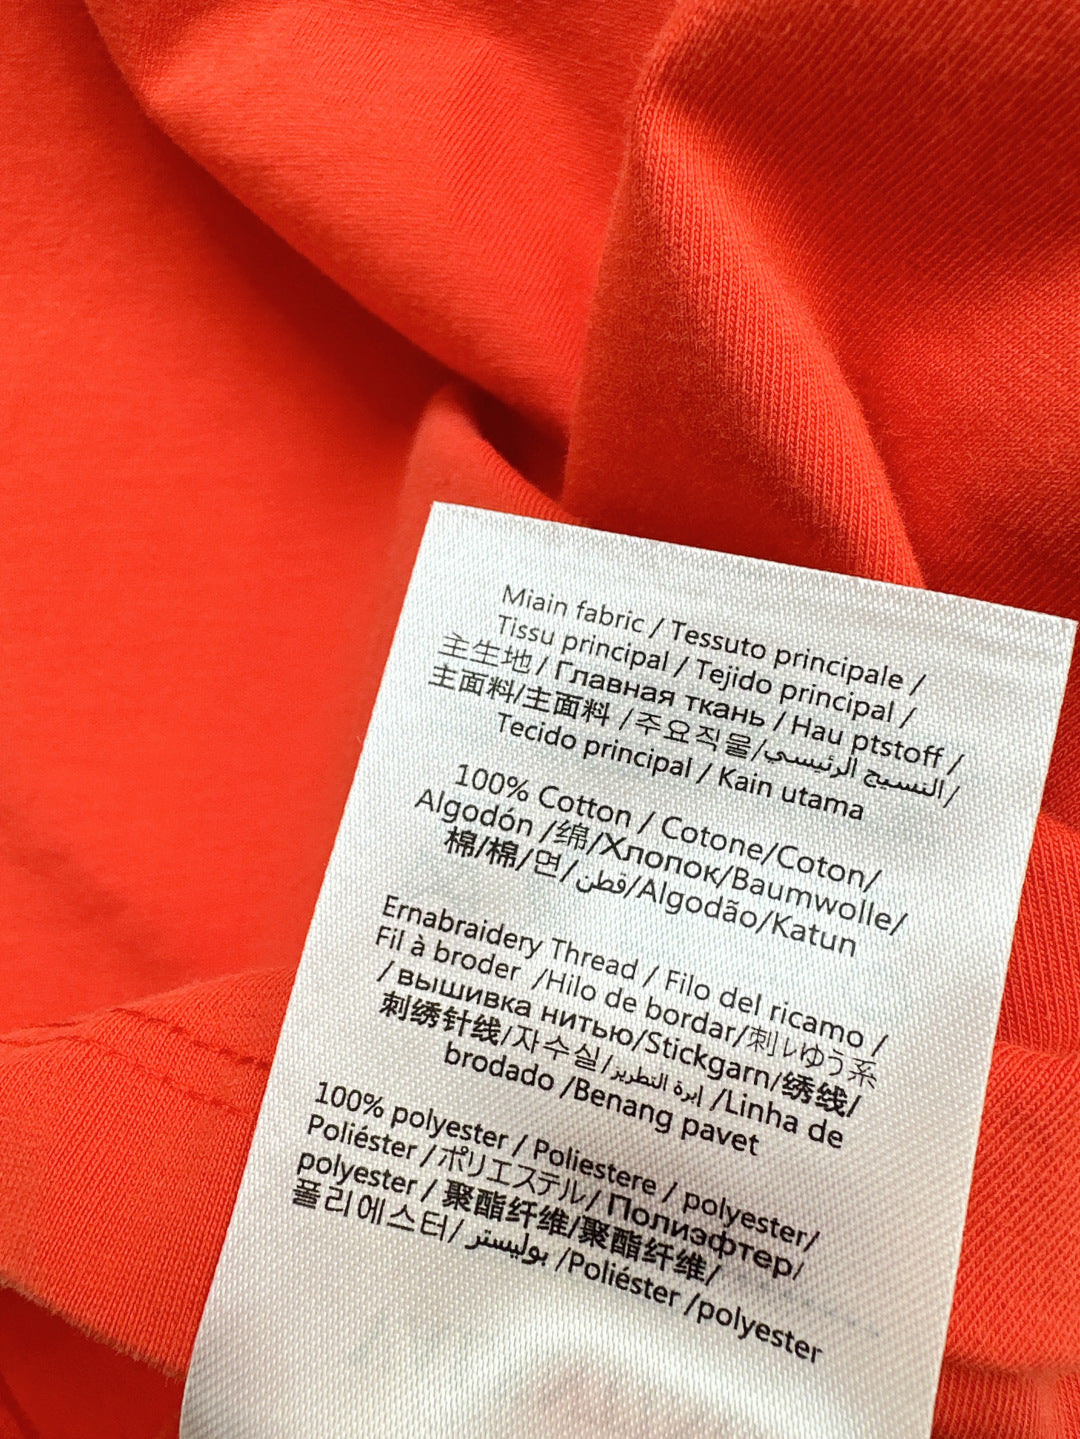 Miain fabric / Tessuto principale /
Tissu principal / Tejido principal /
主生地 / Главная ткань / Hau ptstoff /
主面料/主面料 /주요직물/النسيج الرئيسي/
Tecido principal / Kain utama
100% Cotton / Cotone/Coton/
Algodón /绵/Хлопок/Baumwolle/
棉/棉/면/قطن/Algodão/Katun
Ernabraidery Thread / Filo del ricamo /
Fil à broder /Hilo de bordar/刺しゆう系
/ вышивка нитью/Stickgarn/绣线/
刺绣针线/자수실/ابرة التطريز /Linha de
brodado /Benang pavet
100% polyester / Poliestere / polyester/
Poliéster /ポリエステル/ Полиэфтер/
polyester / 聚酯纤维/聚酯纤维/
플리에스터/ بوليستر /Poliéster /polyester